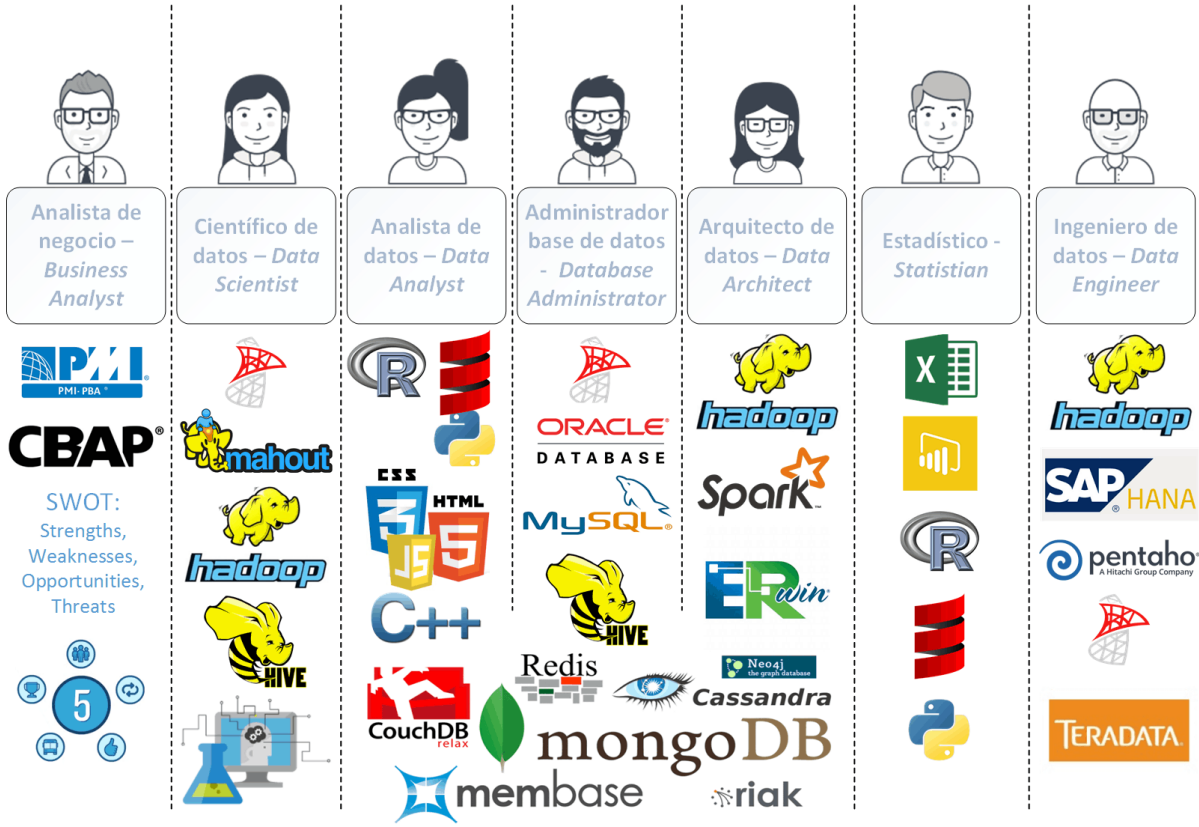 Analista de
negocio –
Business
Analyst
Científico de
datos – Data
Scientist
Analista de
datos – Data
Analyst
Administrador
base de datos
- Database
Administrator
Arquitecto de
datos – Data
Architect
Estadístico -
Statistian
Ingeniero de
datos – Data
Engineer
PMI®
PMI-PBA®
CBAP®
SWOT:
Strengths,
Weaknesses,
Opportunities,
Threats
5
mahout
hadoop
HIVE
R
CSS
3
HTML
5
JS
C++
CouchDB
relax
ORACLE®
DATABASE
MySQL®
HIVE
Redis
mongoDB
membase
riak
hadoop
Spark™
ERwin®
Neo4j
the graph database
Cassandra
X
R
hadoop
SAP® HANA
pentaho®
A Hitachi Group Company
TERADATA.